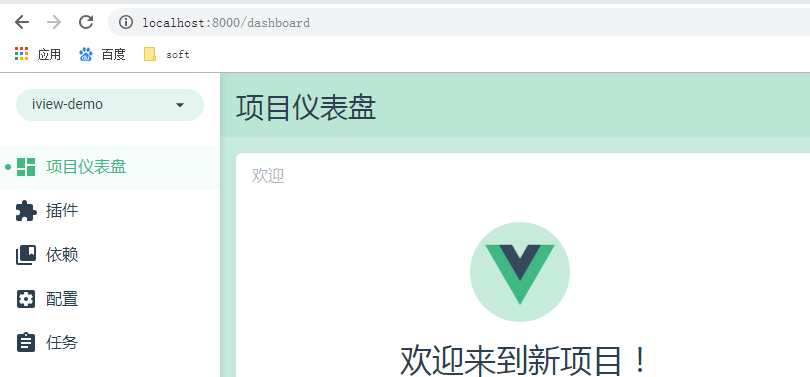 localhost:8000/dashboard
应用 百度 soft
iview-demo
项目仪表盘
插件
依赖
配置
任务
项目仪表盘
欢迎
欢迎来到新项目！